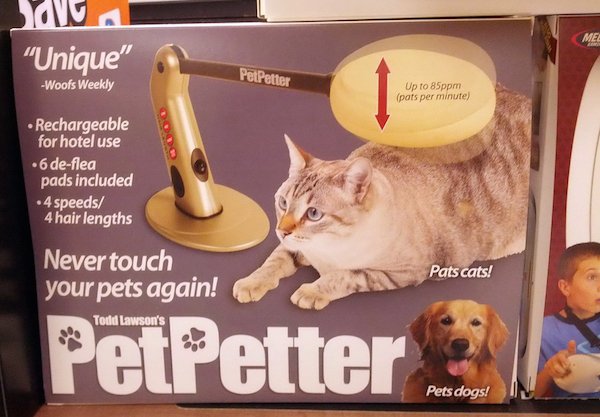 Save
"Unique"
-Woofs Weekly
• Rechargeable
for hotel use
• 6 de-flea
pads included
• 4 speeds/
4 hair lengths
Never touch
your pets again!
PetPetter
Up to 85ppm
(pats per minute)
Pats cats!
Todd Lawson's
PetPetter
Pets dogs!